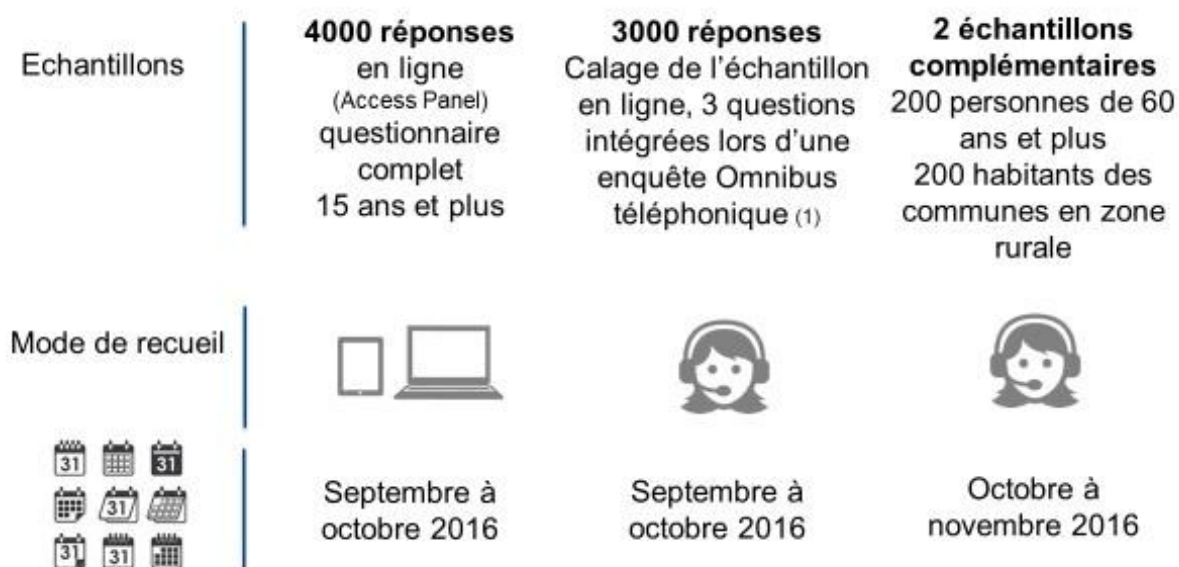 Echantillons
4000 réponses
en ligne
(Access Panel)
questionnaire
complet
15 ans et plus
3000 réponses
Calage de l'échantillon
en ligne, 3 questions
intégrées lors d'une
enquête Omnibus
téléphonique (1)
2 échantillons
complémentaires
200 personnes de 60
ans et plus
200 habitants des
communes en zone
rurale
Mode de recueil
31
31
31
31
31
Septembre à
octobre 2016
Septembre à
octobre 2016
Octobre à
novembre 2016